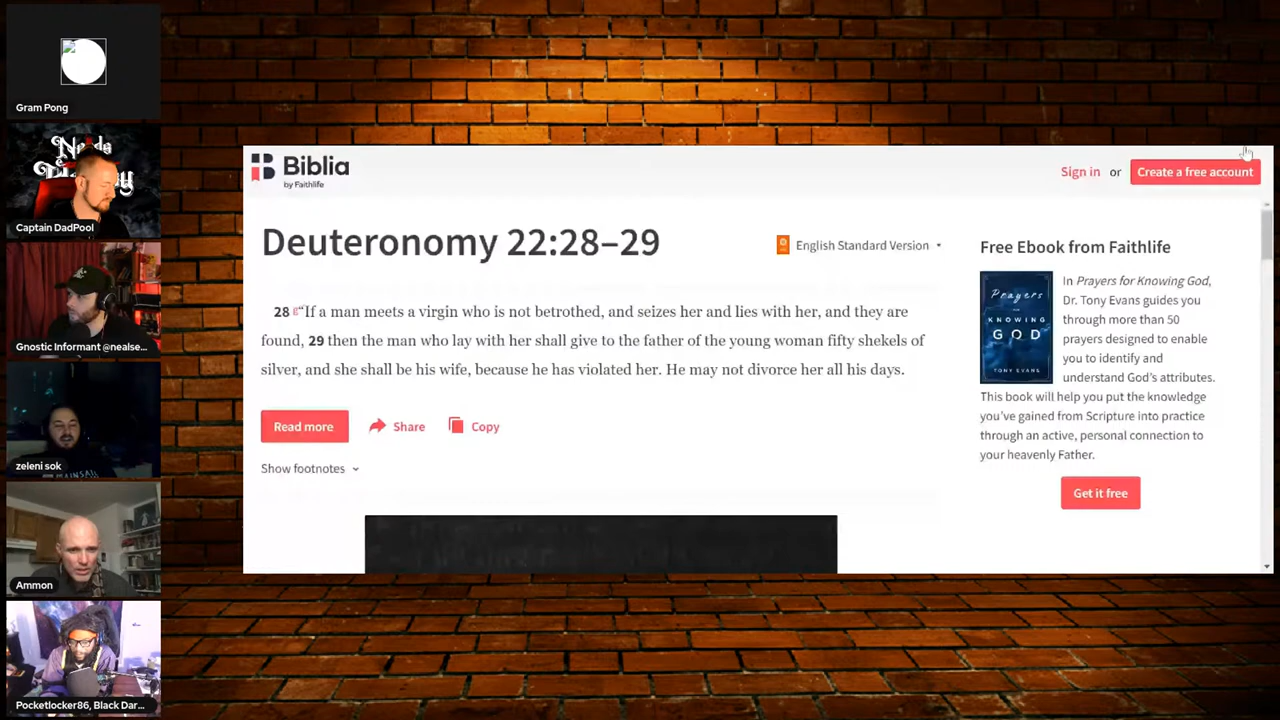 Gram Pong
Captain DadPool
Gnostic Informant @nealse...
zeleni sok
Ammon
Pocketlocker86, Black Dar...
Biblia
by Faithlife
Sign in or Create a free account
Deuteronomy 22:28–29
English Standard Version
28 g“If a man meets a virgin who is not betrothed, and seizes her and lies with her, and they are
found, 29 then the man who lay with her shall give to the father of the young woman fifty shekels of
silver, and she shall be his wife, because he has violated her. He may not divorce her all his days.
Read more Share Copy
Show footnotes
Free Ebook from Faithlife
Prayers
for
KNOWING
GOD
TONY EVANS
In Prayers for Knowing God,
Dr. Tony Evans guides you
through more than 50
prayers designed to enable
you to identify and
understand God’s attributes.
This book will help you put the knowledge
you’ve gained from Scripture into practice
through an active, personal connection to
your heavenly Father.
Get it free